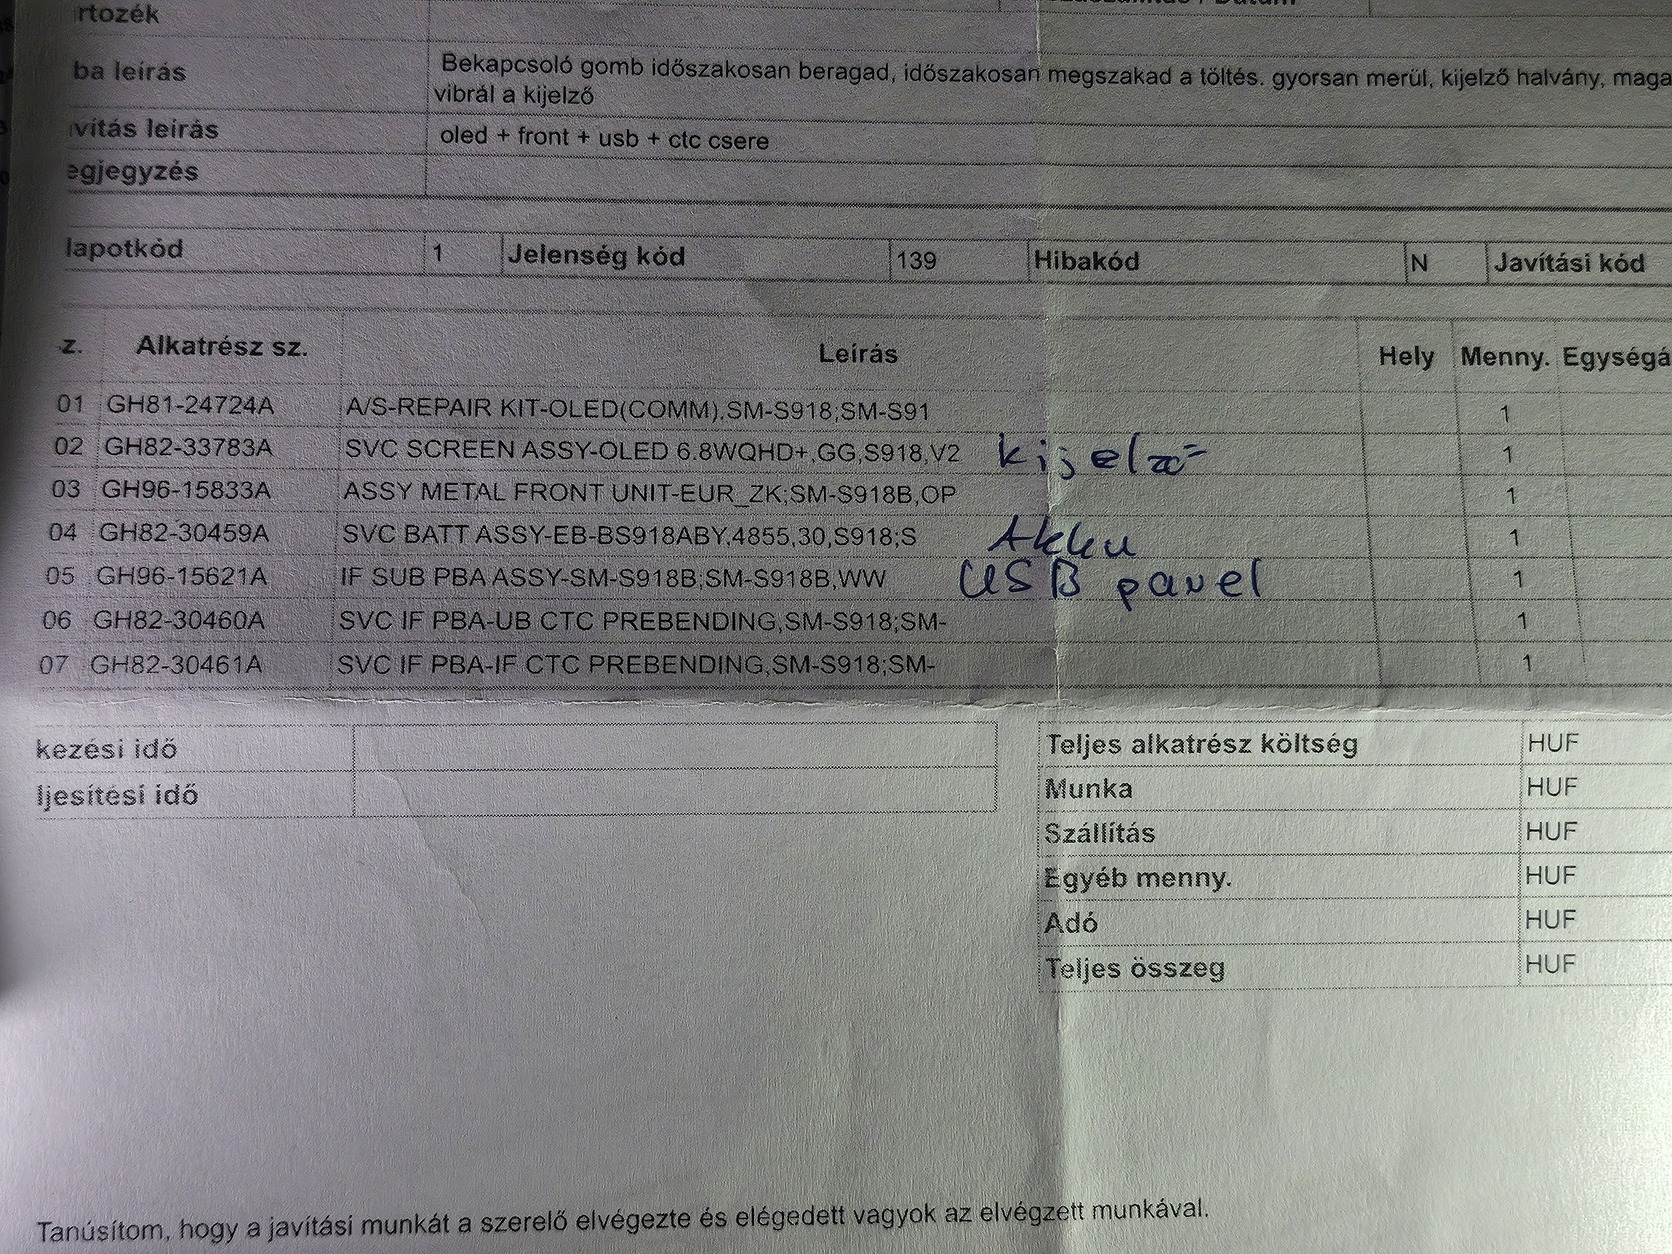 rtozék
ba leírás Bekapcsoló gomb időszakosan beragad, időszakosan megszakad a töltés. gyorsan merül, kijelző halvány, maga
vibrál a kijelző
vítás leírás oled + front + usb + ctc csere
egjegyzés
lapotkód 1 Jelenség kód 139 Hibakód N Javítási kód
z. Alkatrész sz. Leírás Hely Menny. Egységá
01 GH81-24724A A/S-REPAIR KIT-OLED(COMM),SM-S918;SM-S91 1
02 GH82-33783A SVC SCREEN ASSY-OLED 6.8WQHD+,GG,S918,V2 kijelző 1
03 GH96-15833A ASSY METAL FRONT UNIT-EUR_ZK;SM-S918B,OP 1
04 GH82-30459A SVC BATT ASSY-EB-BS918ABY,4855,30,S918;S Akku 1
05 GH96-15621A IF SUB PBA ASSY-SM-S918B;SM-S918B,WW USB panel 1
06 GH82-30460A SVC IF PBA-UB CTC PREBENDING,SM-S918;SM- 1
07 GH82-30461A SVC IF PBA-IF CTC PREBENDING,SM-S918;SM- 1
kezési idő
ljesítési idő
Teljes alkatrész költség HUF
Munka HUF
Szállítás HUF
Egyéb menny. HUF
Adó HUF
Teljes összeg HUF
Tanúsítom, hogy a javítási munkát a szerelő elvégezte és elégedett vagyok az elvégzett munkával.